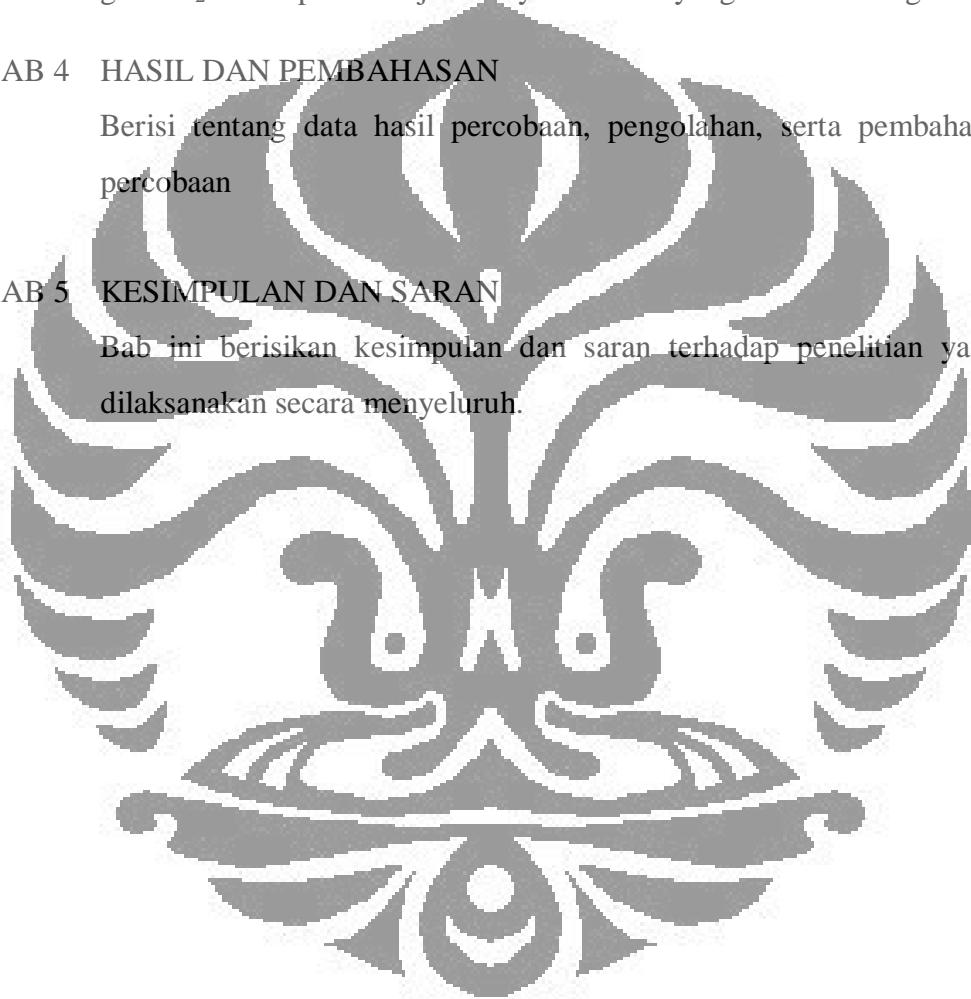 AB 4 HASIL DAN PEMBAHASAN
Berisi tentang data hasil percobaan, pengolahan, serta pembaha
percobaan
AB 5 KESIMPULAN DAN SARAN
Bab ini berisikan kesimpulan dan saran terhadap penelitian ya
dilaksanakan secara menyeluruh.